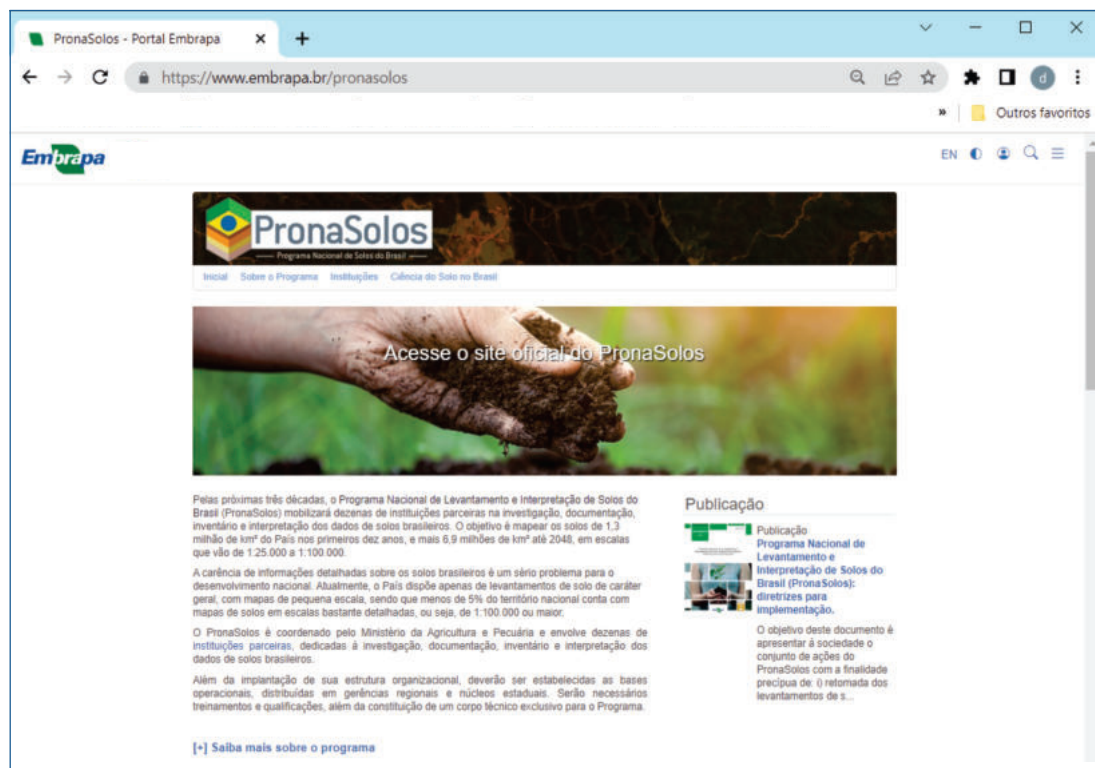 PronaSolos - Portal Embrapa
https://www.embrapa.br/pronasolos
d
» Outros favoritos
Embrapa
EN
PronaSolos
Programa Nacional de Solos do Brasil
Inicial Sobre o Programa Instituições Ciência do Solo no Brasil
Acesse o site oficial do PronaSolos
Pelas próximas três décadas, o Programa Nacional de Levantamento e Interpretação de Solos do
Brasil (PronaSolos) mobilizará dezenas de instituições parceiras na investigação, documentação,
inventário e interpretação dos dados de solos brasileiros. O objetivo é mapear os solos de 1,3
milhão de km² do País nos primeiros dez anos, e mais 6,9 milhões de km² até 2048, em escalas
que vão de 1:25.000 a 1:100.000.
A carência de informações detalhadas sobre os solos brasileiros é um sério problema para o
desenvolvimento nacional. Atualmente, o País dispõe apenas de levantamentos de solo de caráter
geral, com mapas de pequena escala, sendo que menos de 5% do território nacional conta com
mapas de solos em escalas bastante detalhadas, ou seja, de 1:100.000 ou maior.
O PronaSolos é coordenado pelo Ministério da Agricultura e Pecuária e envolve dezenas de
instituições parceiras, dedicadas à investigação, documentação, inventário e interpretação dos
dados de solos brasileiros.
Além da implantação de sua estrutura organizacional, deverão ser estabelecidas as bases
operacionais, distribuídas em gerências regionais e núcleos estaduais. Serão necessários
treinamentos e qualificações, além da constituição de um corpo técnico exclusivo para o Programa.
[+] Saiba mais sobre o programa
Publicação
Publicação
Programa Nacional de
Levantamento e
Interpretação de Solos do
Brasil (PronaSolos):
diretrizes para
implementação.
O objetivo deste documento é
apresentar à sociedade o
conjunto de ações do
PronaSolos com a finalidade
precípua de: i) retomada dos
levantamentos de s...